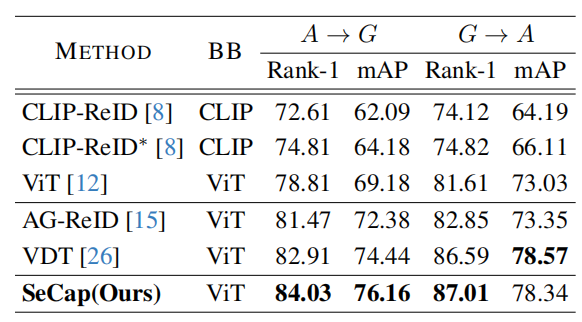 METHOD BB A → G G → A
Rank-1 mAP Rank-1 mAP
CLIP-ReID [8] CLIP 72.61 62.09 74.12 64.19
CLIP-ReID* [8] CLIP 74.81 64.18 74.82 66.11
ViT [12] ViT 78.81 69.18 81.61 73.03
AG-ReID [15] ViT 81.47 72.38 82.85 73.35
VDT [26] ViT 82.91 74.44 86.59 78.57
SeCap(Ours) ViT 84.03 76.16 87.01 78.34